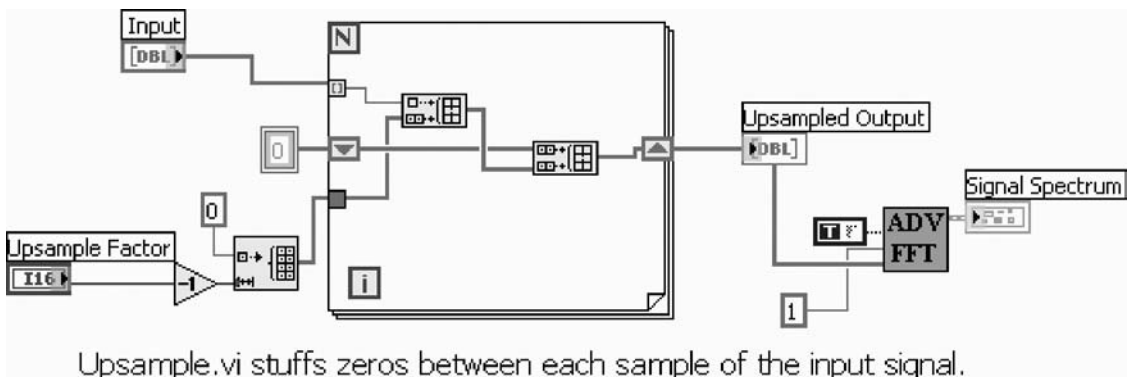 Input
[DBL]
N
0
0
Upsample Factor
I16
-1
i
Upsampled Output
[DBL]
T
ADV
FFT
1
Signal Spectrum
Upsample.vi stuffs zeros between each sample of the input signal.